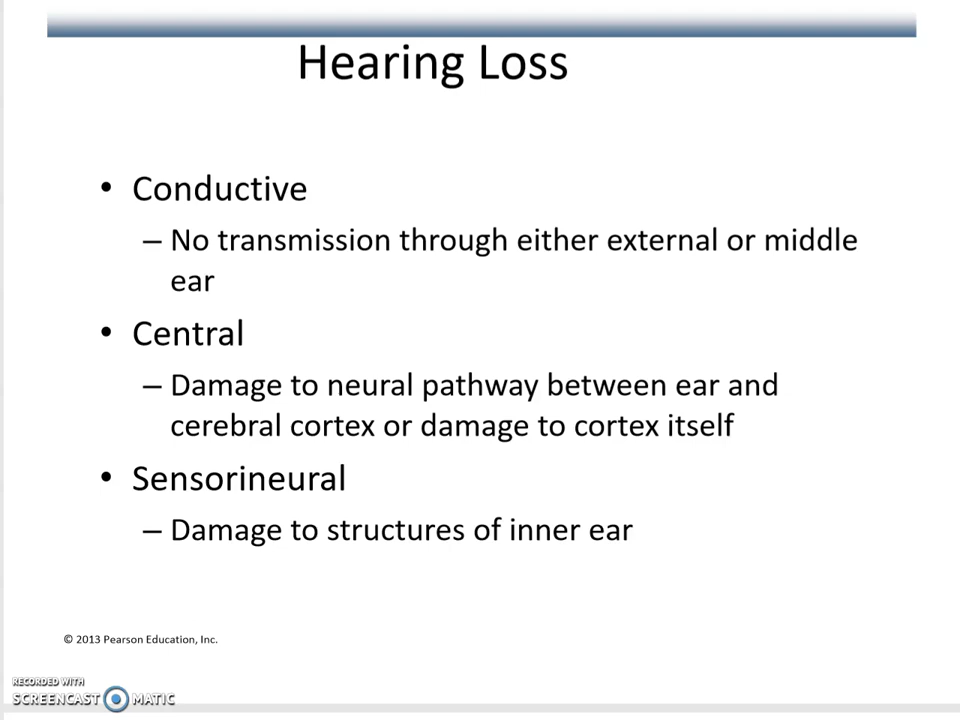 Hearing Loss
• Conductive
– No transmission through either external or middle
ear
• Central
– Damage to neural pathway between ear and
cerebral cortex or damage to cortex itself
• Sensorineural
– Damage to structures of inner ear
© 2013 Pearson Education, Inc.
RECORDED WITH
SCREENCAST MATIC